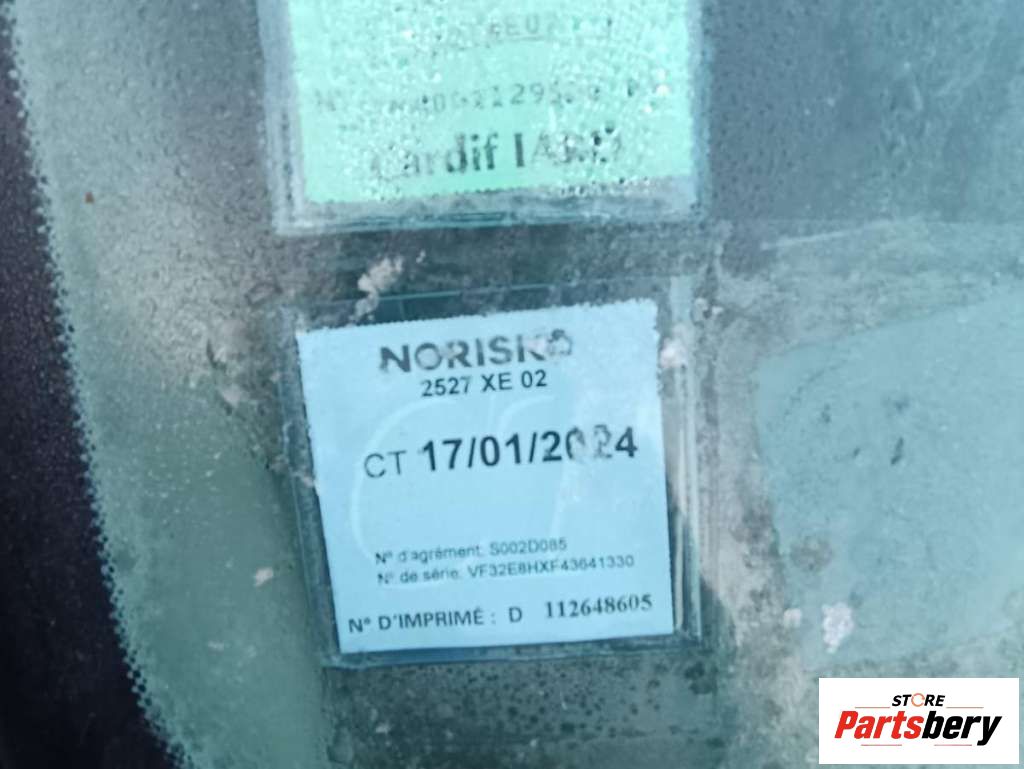 Cardif IARD
NORISKO
2527 XE 02
CT 17/01/2024
N° d'agrément: S002D085
N° de série: VF32E8HXF43641330
N° D'IMPRIMÉ : D 112648605
STORE
Partsbery